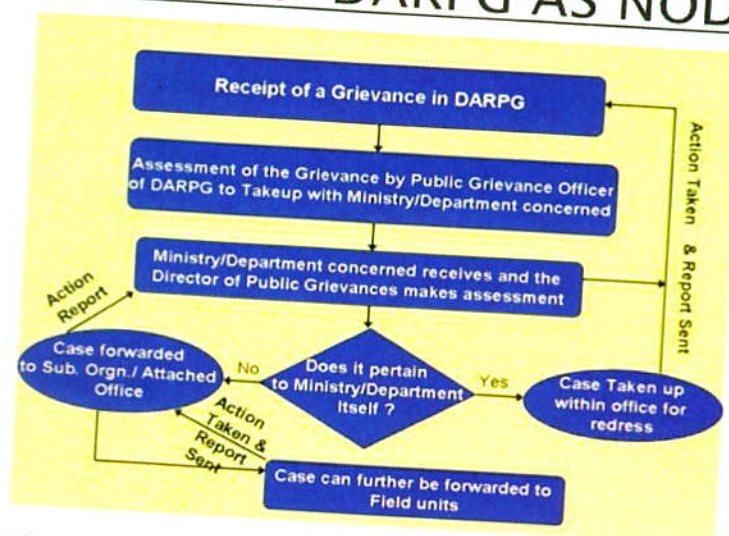 DARPG AS NOD
Receipt of a Grievance in DARPG
Assessment of the Grievance by Public Grievance Officer
of DARPG to Takeup with Ministry/Department concerned
Ministry/Department concerned receives and the
Director of Public Grievances makes assessment
Action Taken & Report Sent
Action
Report
Case forwarded
to Sub. Orgn./ Attached
Office
No
Does it pertain
to Ministry/Department
Itself ?
Yes
Case Taken up
within office for
redress
Action
Taken &
Report
Sent
Case can further be forwarded to
Field units